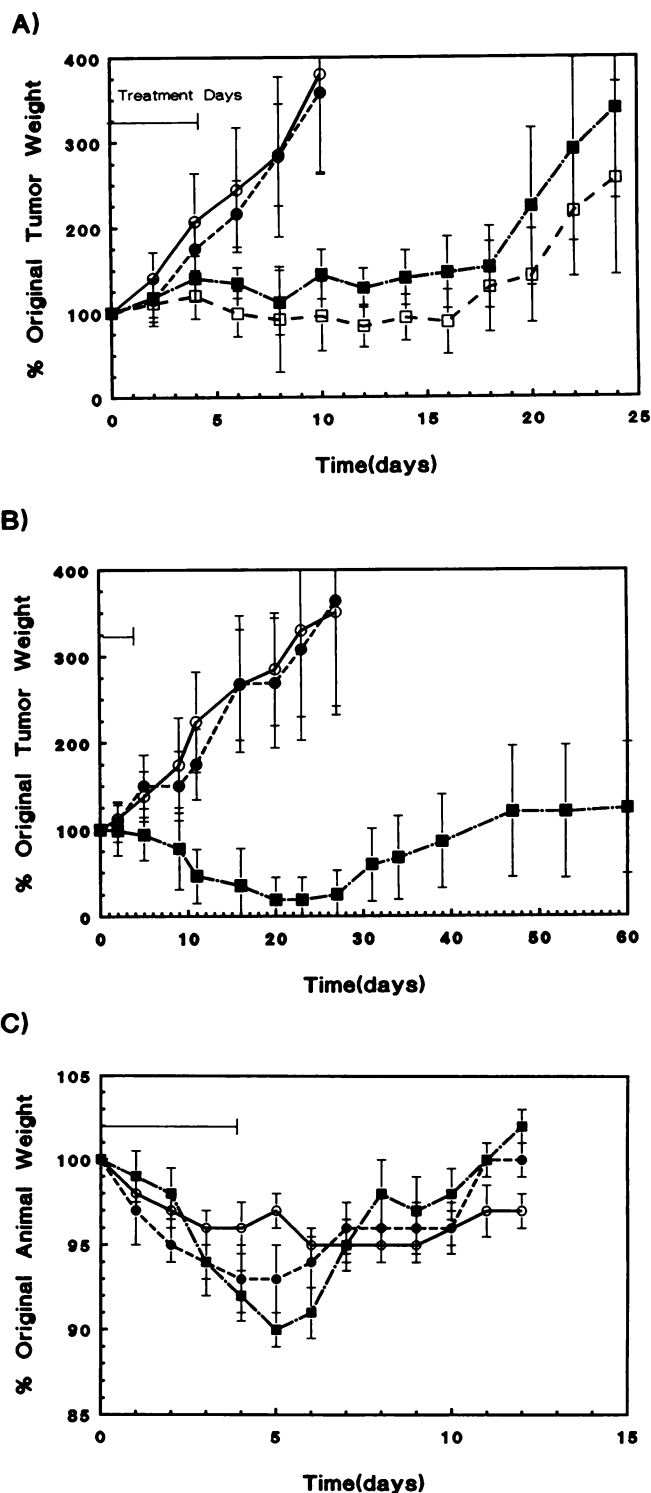 A)
% Original Tumor Weight
400
300
200
100
0
Treatment Days
0 5 10 15 20 25
Time(days)
B)
% Original Tumor Weight
400
300
200
100
0
0 10 20 30 40 50 60
Time(days)
C)
% Original Animal Weight
105
100
95
90
85
0 5 10 15
Time(days)